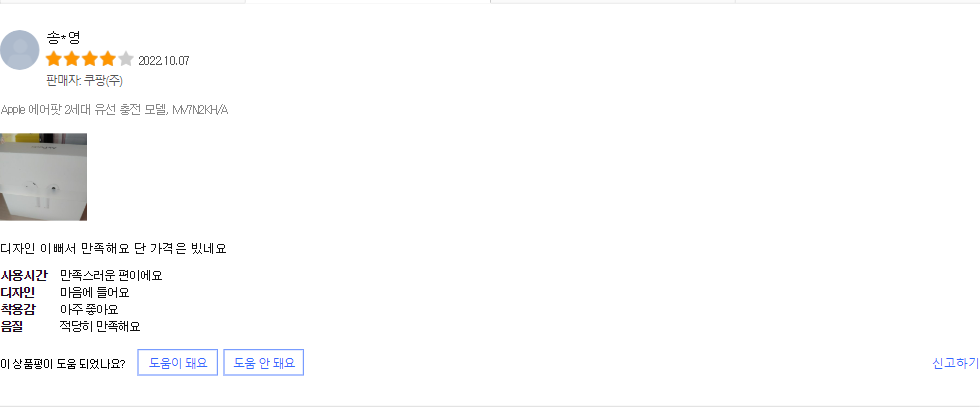 송*영
2022.10.07
판매자: 쿠팡(주)
Apple 에어팟 2세대 유선 충전 모델, MV7N2KH/A
디자인 이뻐서 만족해요 단 가격은 빘네요
사용시간 만족스러운 편이에요
디자인 마음에 들어요
착용감 아주 좋아요
음질 적당히 만족해요
이 상품평이 도움 되었나요? 도움이 돼요 도움 안 돼요 신고하기